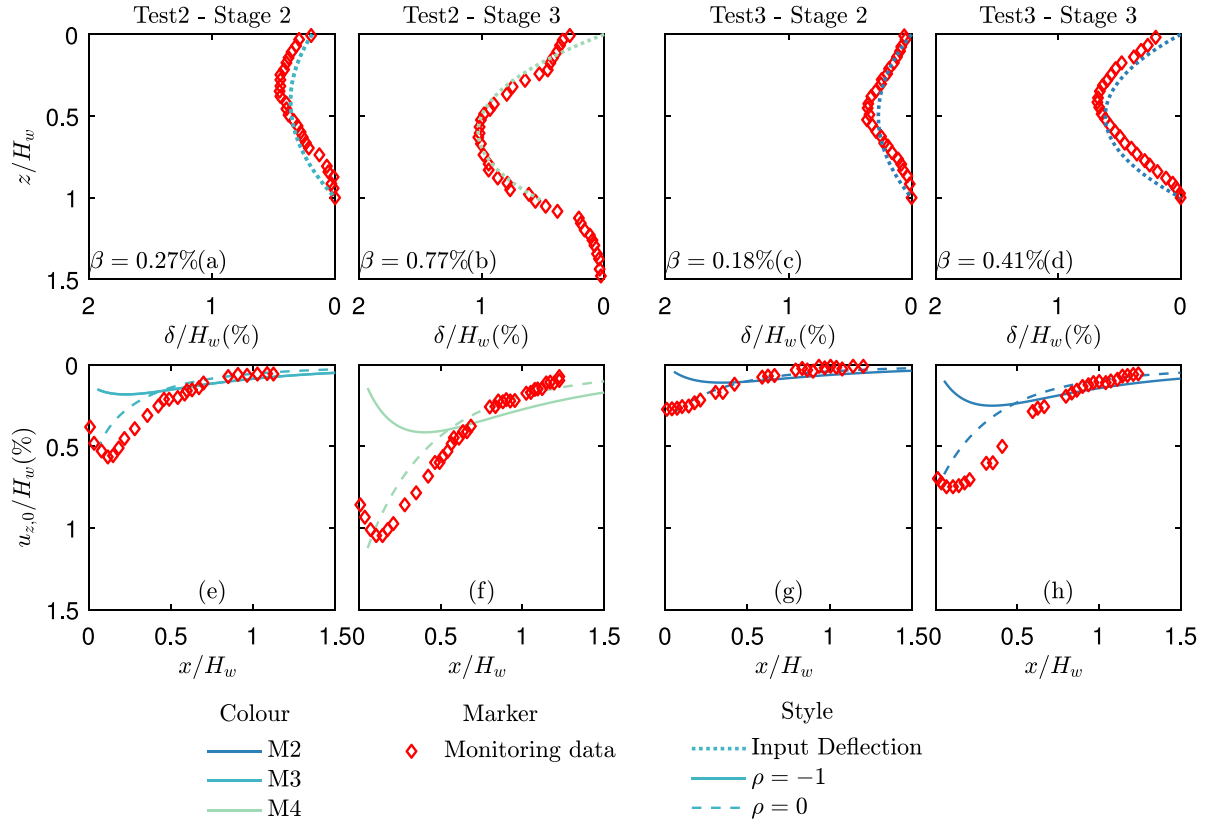 Test2 - Stage 2
Test2 - Stage 3
Test3 - Stage 2
Test3 - Stage 3
0
0.5
1
1.5
z/H_w
β = 0.27%(a)
β = 0.77%(b)
β = 0.18%(c)
β = 0.41%(d)
2 1 0
2 1 0
2 1 0
2 1 0
δ/H_w(%)
δ/H_w(%)
δ/H_w(%)
δ/H_w(%)
0
0.5
1
1.5
u_{z,0}/H_w(%)
(e)
(f)
(g)
(h)
0 0.5 1 1.50 0.5 1 1.5
0 0.5 1 1.50 0.5 1 1.5
x/H_w
x/H_w
x/H_w
x/H_w
Colour
M2
M3
M4
Marker
Monitoring data
Style
Input Deflection
ρ = −1
ρ = 0